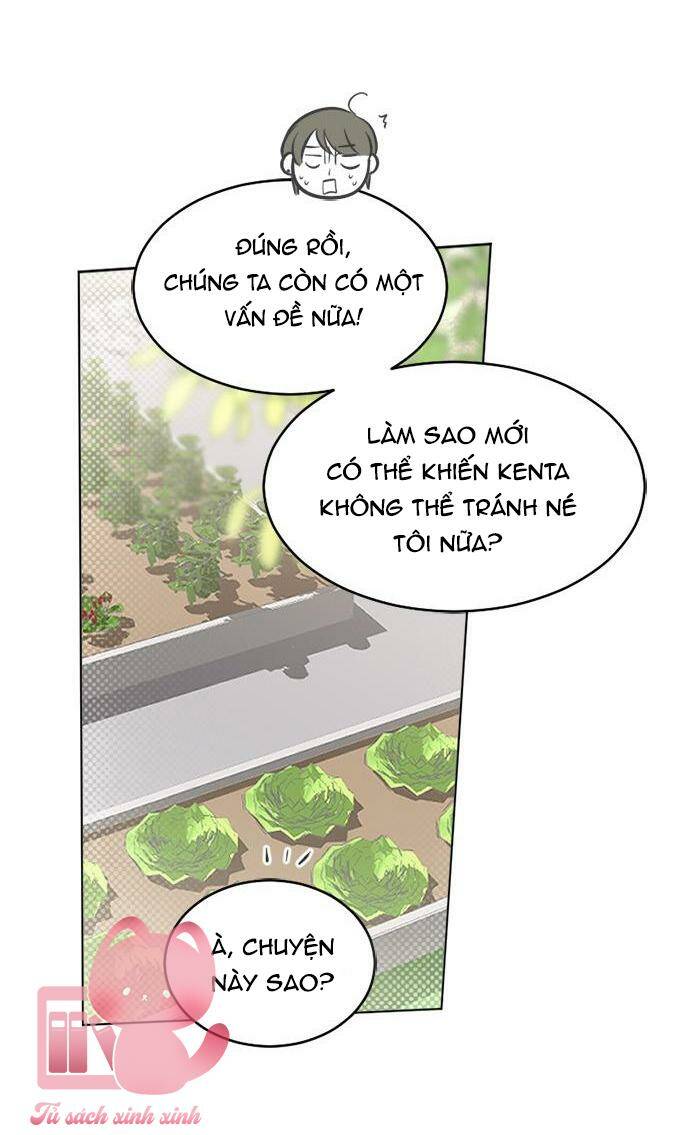 ĐÚNG RỒI,
CHÚNG TA CÒN CÓ MỘT
VẤN ĐỀ NỮA!
LÀM SAO MỚI
CÓ THỂ KHIẾN KENTA
KHÔNG THỂ TRÁNH NÉ
TÔI NỮA?
À, CHUYỆN
NÀY SAO?
Tủ sách xinh xinh